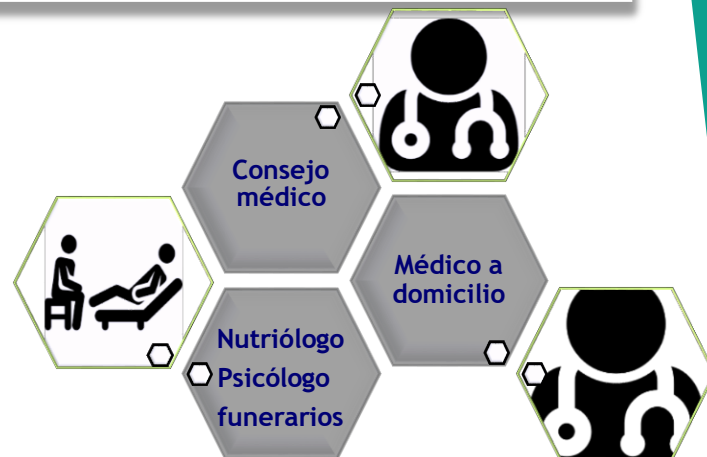 Consejo
médico
Médico a
domicilio
Nutriólogo
Psicólogo
funerarios